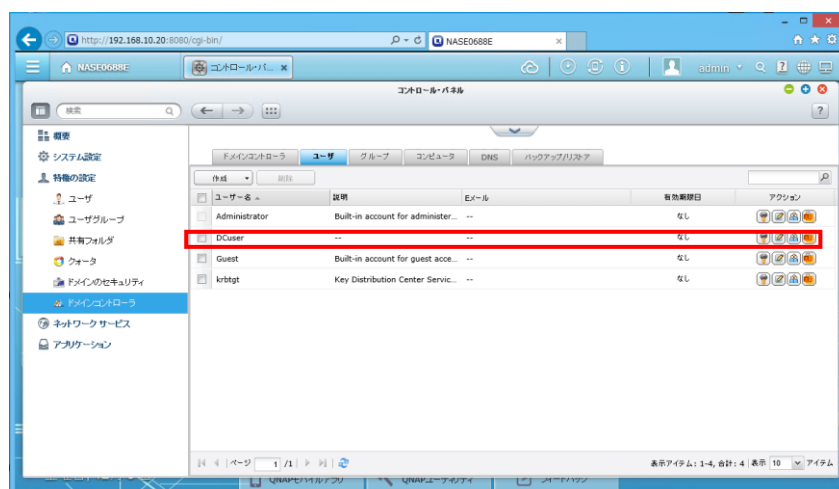 http://192.168.10.20:8080/cgi-bin/
NASE0688E
NASE0688E
コントロール・パ...
admin
コントロール・パネル
検索
概要
システム設定
特権の設定
ユーザ
ユーザグループ
共有フォルダ
クォータ
ドメインのセキュリティ
ドメインコントローラ
ネットワーク サービス
アプリケーション
ドメインコントローラ ユーザ グループ コンピュータ DNS バックアップ/リストア
作成 削除
ユーザー名 説明 Eメール 有効期限日 アクション
Administrator Built-in account for administer... -- なし
DCuser -- -- なし
Guest Built-in account for guest acce... -- なし
krbtgt Key Distribution Center Servic... -- なし
ページ 1 /1
表示アイテム: 1-4, 合計: 4 表示 10 アイテム